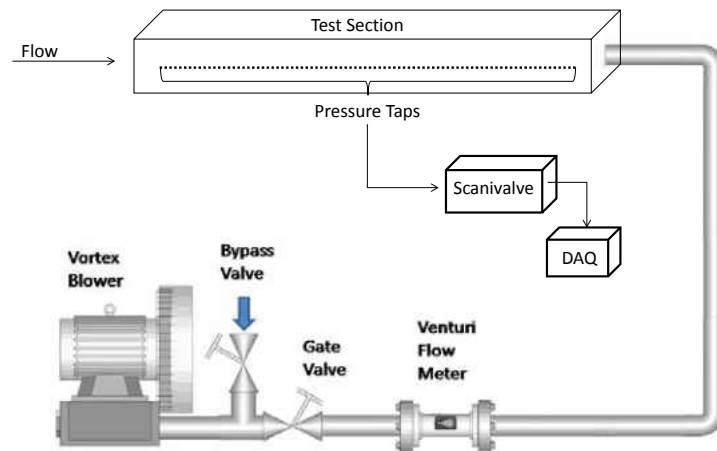 Test Section
Flow
Pressure Taps
Scanivalve
DAQ
Vortex
Blower
Bypass
Valve
Gate
Valve
Venturi
Flow
Meter